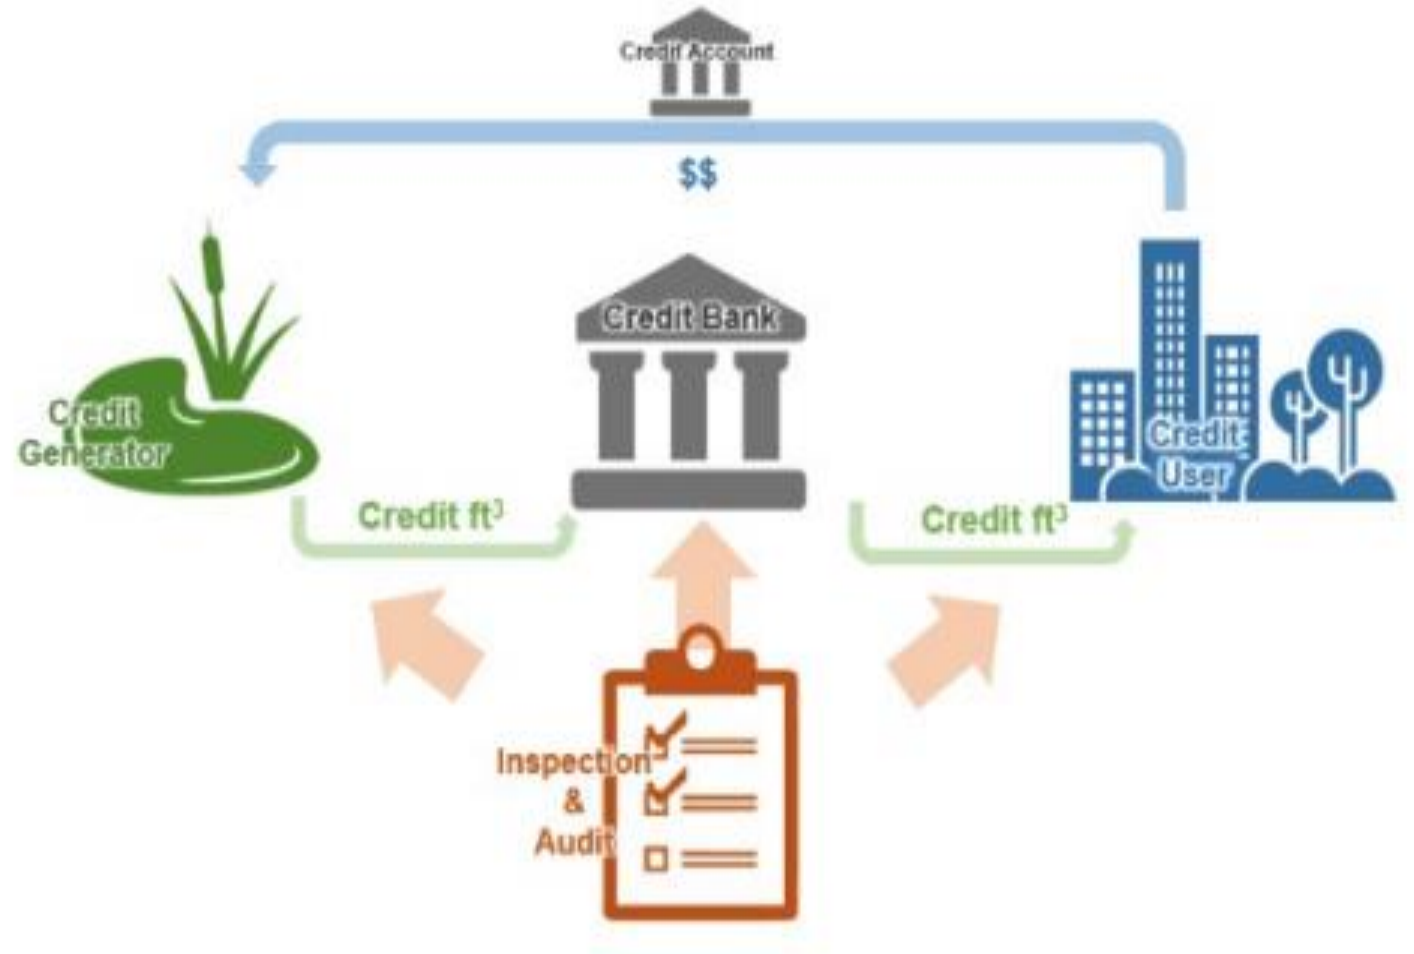 Credit Account
$$
Credit Bank
Credit
Generator
Credit
User
Credit ft³
Credit ft³
Inspection
&
Audit